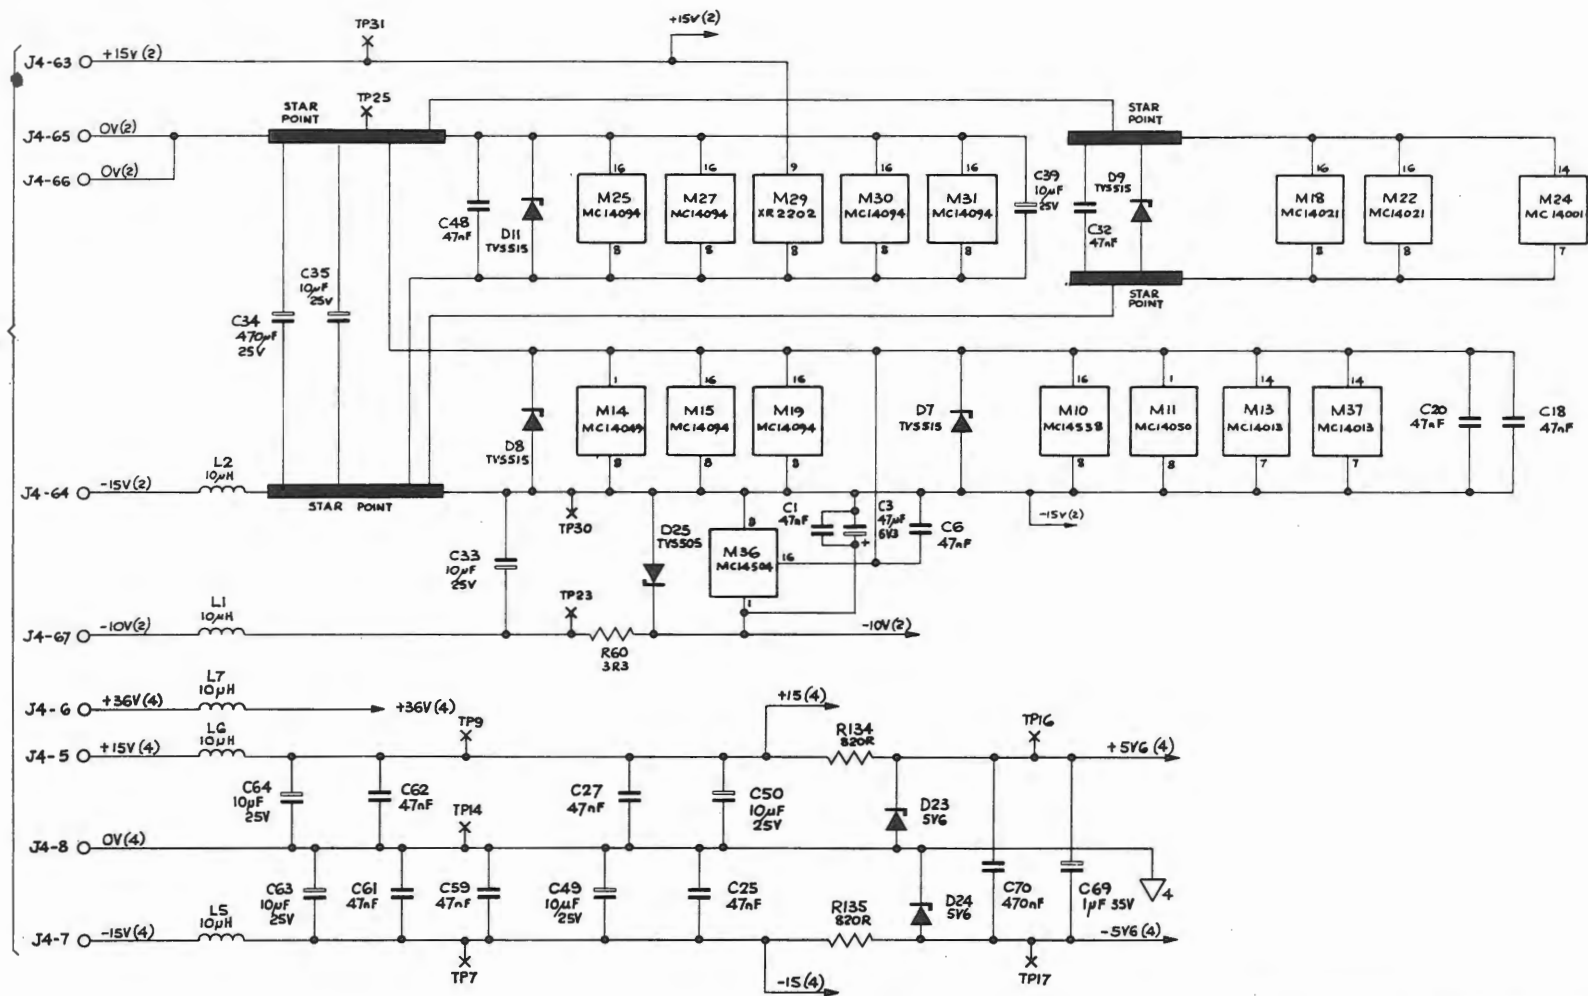 TP31
+15V(2)
J4-63 +15V(2)
STAR POINT
TP25
STAR POINT
J4-65 0V(2)
J4-66 0V(2)
C48 47nF
D11 TVS515
16 M25 MC14094 8
16 M27 MC14094 8
9 M29 XR2202 8
16 M30 MC14094 8
16 M31 MC14094 8
C39 10µF 25V
D9 TVS515
C32 47nF
16 M18 MC14021 8
16 M22 MC14021 8
14 M24 MC14001 7
STAR POINT
C35 10µF 25V
C34 470µF 25V
D8 TVS515
1 M14 MC14049 8
16 M15 MC14094 8
16 M19 MC14094 8
D7 TVS515
16 M10 MC14538 8
1 M11 MC14050 8
14 M13 MC14013 7
14 M37 MC14013 7
C20 47nF
C18 47nF
J4-64 -15V(2)
L2 10µH
STAR POINT
TP30
-15V(2)
C33 10µF 25V
D25 TVS505
8 M36 MC14504 16 1
C1 47nF
C3 47µF 6V3 +
C6 47nF
J4-67 -10V(2)
L1 10µH
TP23
R60 3R3
-10V(2)
J4-6 +36V(4)
L7 10µH
+36V(4)
J4-5 +15V(4)
L6 10µH
TP9
+15(4)
R134 820R
TP16
+5V6(4)
C64 10µF 25V
C62 47nF
TP14
C27 47nF
C50 10µF 25V
D23 5V6
J4-8 0V(4)
C63 10µF 25V
C61 47nF
C59 47nF
C49 10µF 25V
C25 47nF
R135 820R
D24 5V6
C70 470nF
C69 1µF 35V
4
J4-7 -15V(4)
L5 10µH
TP7
-15(4)
TP17
-5V6(4)